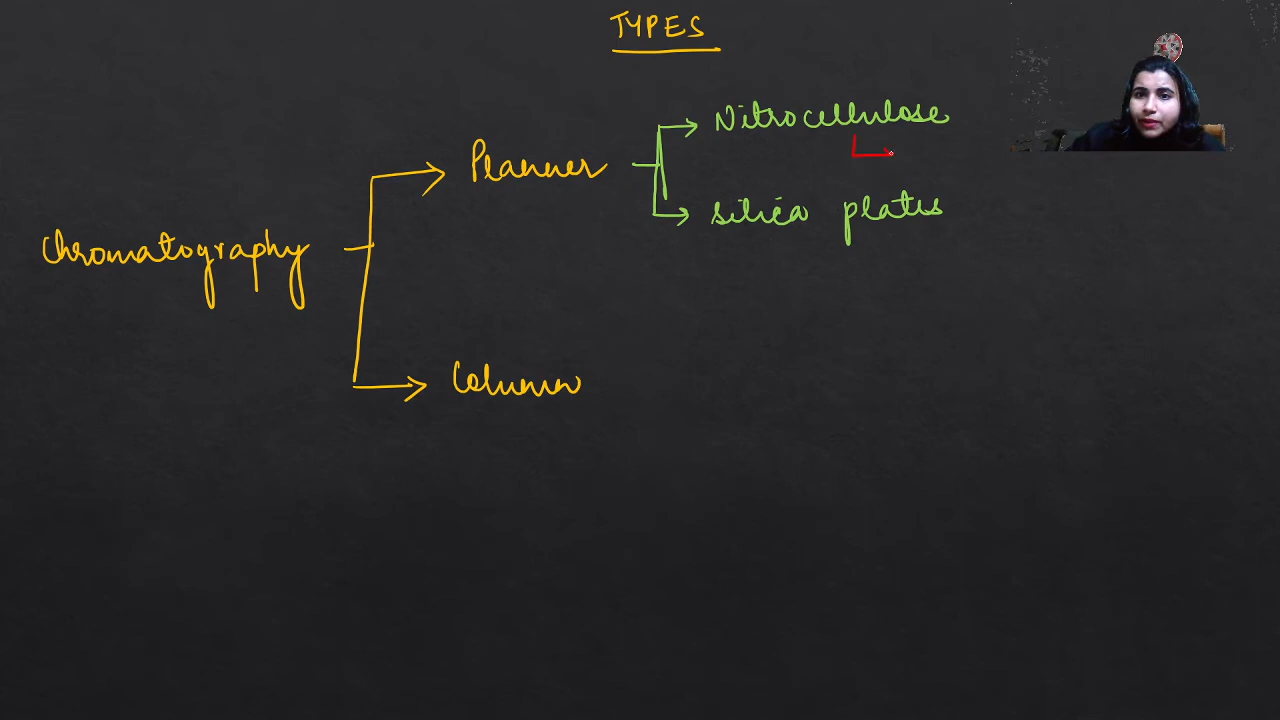 TYPES
Nitrocellulose
Planner
silica plates
Chromatography
Column